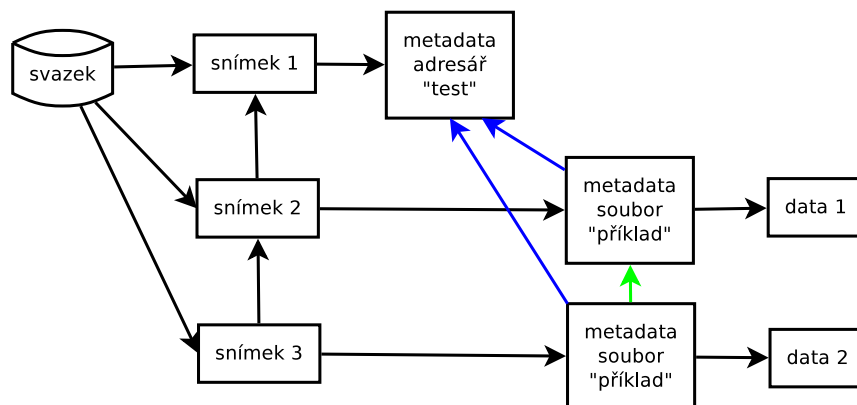 svazek
snímek 1
metadata
adresář
"test"
snímek 2
metadata
soubor
"příklad"
data 1
snímek 3
metadata
soubor
"příklad"
data 2